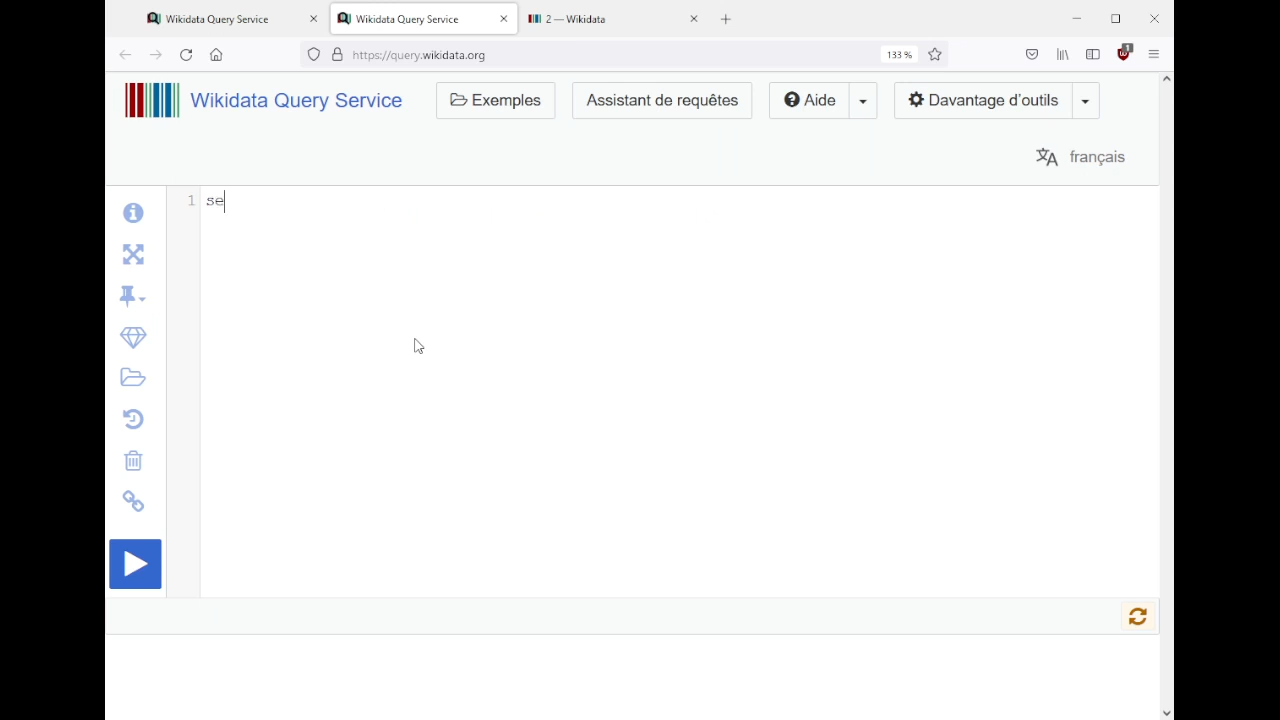 Wikidata Query Service
Wikidata Query Service
2 — Wikidata
https://query.wikidata.org
133 %
1
Wikidata Query Service
Exemples
Assistant de requêtes
Aide
Davantage d'outils
français
1 se